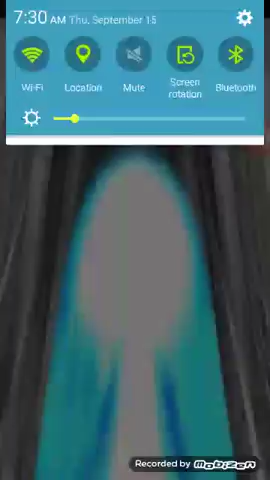 7:30 AM Thu, September 15
Wi-Fi
Location
Mute
Screen
rotation
Bluetooth
Recorded by Mobizen